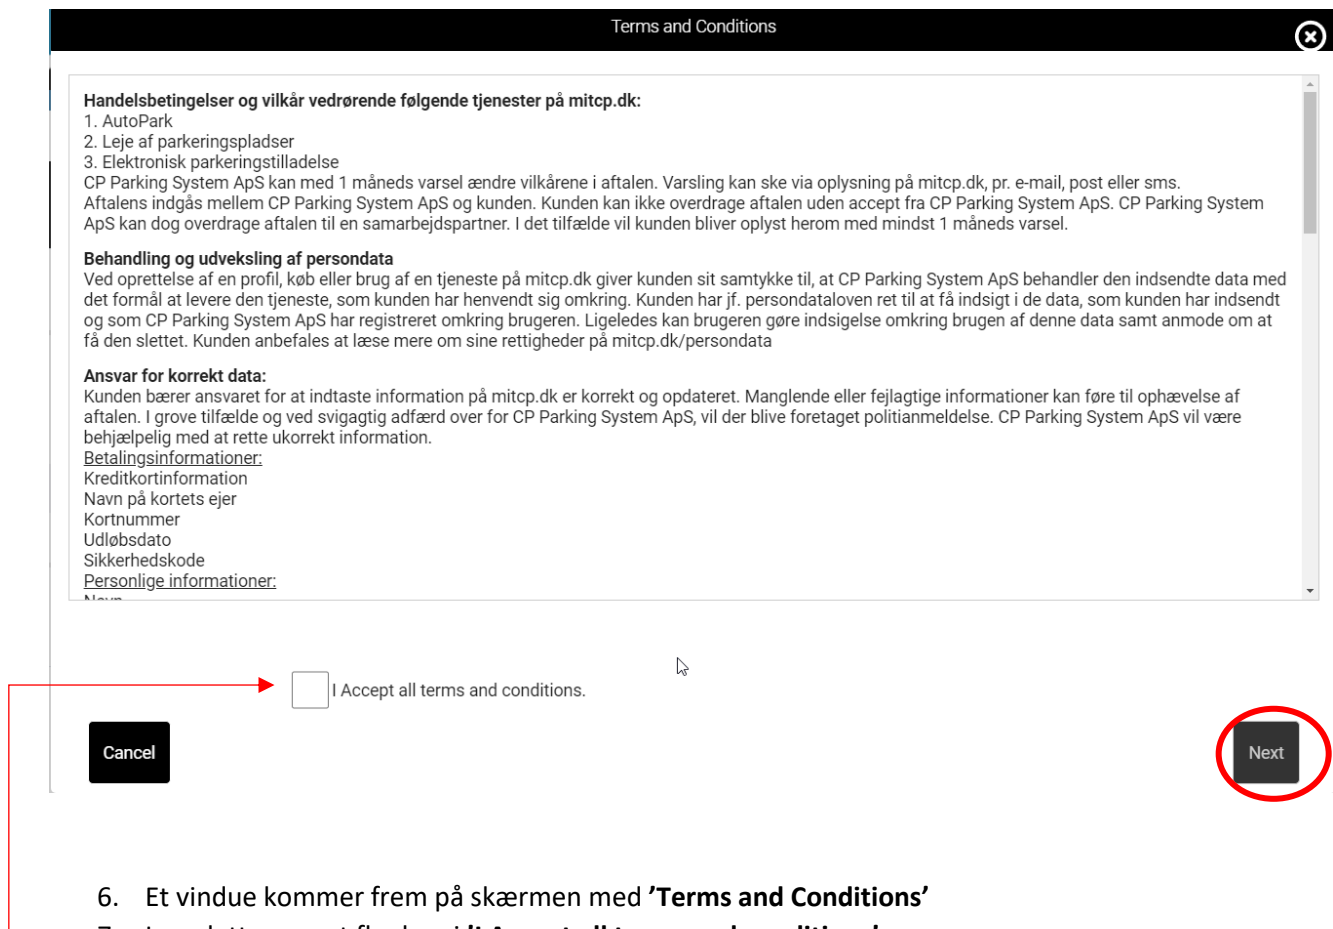 Terms and Conditions
Handelsbetingelser og vilkår vedrørende følgende tjenester på mitcp.dk:
1. AutoPark
2. Leje af parkeringspladser
3. Elektronisk parkeringstilladelse
CP Parking System ApS kan med 1 måneds varsel ændre vilkårene i aftalen. Varsling kan ske via oplysning på mitcp.dk, pr. e-mail, post eller sms.
Aftalens indgås mellem CP Parking System ApS og kunden. Kunden kan ikke overdrage aftalen uden accept fra CP Parking System ApS. CP Parking System
ApS kan dog overdrage aftalen til en samarbejdspartner. I det tilfælde vil kunden bliver oplyst herom med mindst 1 måneds varsel.
Behandling og udveksling af persondata
Ved oprettelse af en profil, køb eller brug af en tjeneste på mitcp.dk giver kunden sit samtykke til, at CP Parking System ApS behandler den indsendte data med
det formål at levere den tjeneste, som kunden har henvendt sig omkring. Kunden har jf. persondataloven ret til at få indsigt i de data, som kunden har indsendt
og som CP Parking System ApS har registreret omkring brugeren. Ligeledes kan brugeren gøre indsigelse omkring brugen af denne data samt anmode om at
få den slettet. Kunden anbefales at læse mere om sine rettigheder på mitcp.dk/persondata
Ansvar for korrekt data:
Kunden bærer ansvaret for at indtaste information på mitcp.dk er korrekt og opdateret. Manglende eller fejlagtige informationer kan føre til ophævelse af
aftalen. I grove tilfælde og ved svigagtig adfærd over for CP Parking System ApS, vil der blive foretaget politianmeldelse. CP Parking System ApS vil være
behjælpelig med at rette ukorrekt information.
Betalingsinformationer:
Kreditkortinformation
Navn på kortets ejer
Kortnummer
Udløbsdato
Sikkerhedskode
Personlige informationer:
Navn
I Accept all terms and conditions.
Cancel
Next
6. Et vindue kommer frem på skærmen med ’Terms and Conditions’